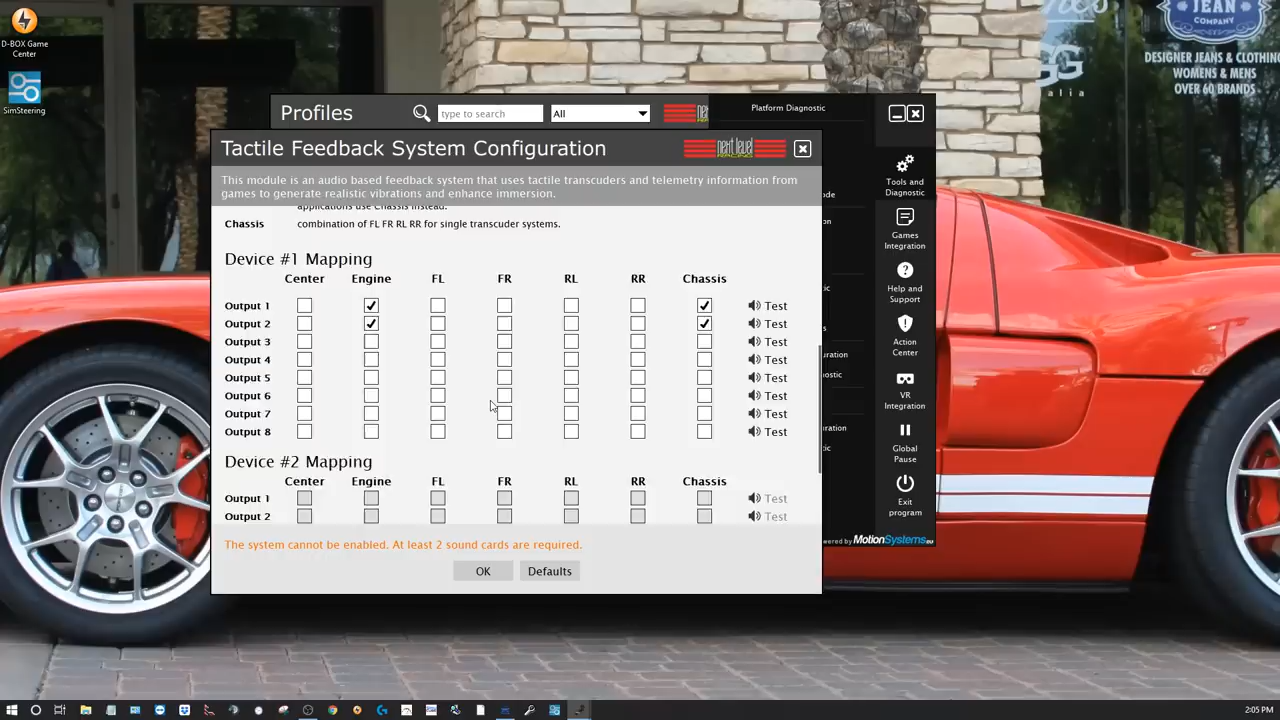 D-BOX Game
Center
SimSteering
COMPANY
DESIGNER JEANS & CLOTHING
WOMENS & MENS
OVER 60 BRANDS
Profiles
type to search
All
Platform Diagnostic
Tactile Feedback System Configuration
next level
This module is an audio based feedback system that uses tactile transcuders and telemetry information from
games to generate realistic vibrations and enhance immersion.
applications use Chassis instead.
Chassis combination of FL FR RL RR for single transcuder systems.
Device #1 Mapping
Center Engine FL FR RL RR Chassis
Output 1 Test
Output 2 Test
Output 3 Test
Output 4 Test
Output 5 Test
Output 6 Test
Output 7 Test
Output 8 Test
Device #2 Mapping
Center Engine FL FR RL RR Chassis
Output 1 Test
Output 2 Test
The system cannot be enabled. At least 2 sound cards are required.
OK Defaults
Tools and
Diagnostic
Games
Integration
Help and
Support
Action
Center
VR
Integration
Global
Pause
Exit
program
wered by MotionSystems.EU
2:05 PM